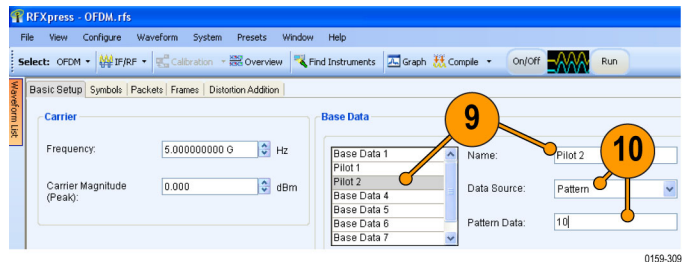 RFXpress - OFDM.rfs
File View Configure Waveform System Presets Window Help
Select: OFDM IF/RF Calibration Overview Find Instruments Graph Compile On/Off Run
Waveform List
Basic Setup Symbols Packets Frames Distortion Addition
Carrier
Frequency: 5.000000000 G Hz
Carrier Magnitude (Peak): 0.000 dBm
Base Data
Base Data 1
Pilot 1
Pilot 2
Base Data 4
Base Data 5
Base Data 6
Base Data 7
9
Name: Pilot 2
10
Data Source: Pattern
Pattern Data: 10
0159-309